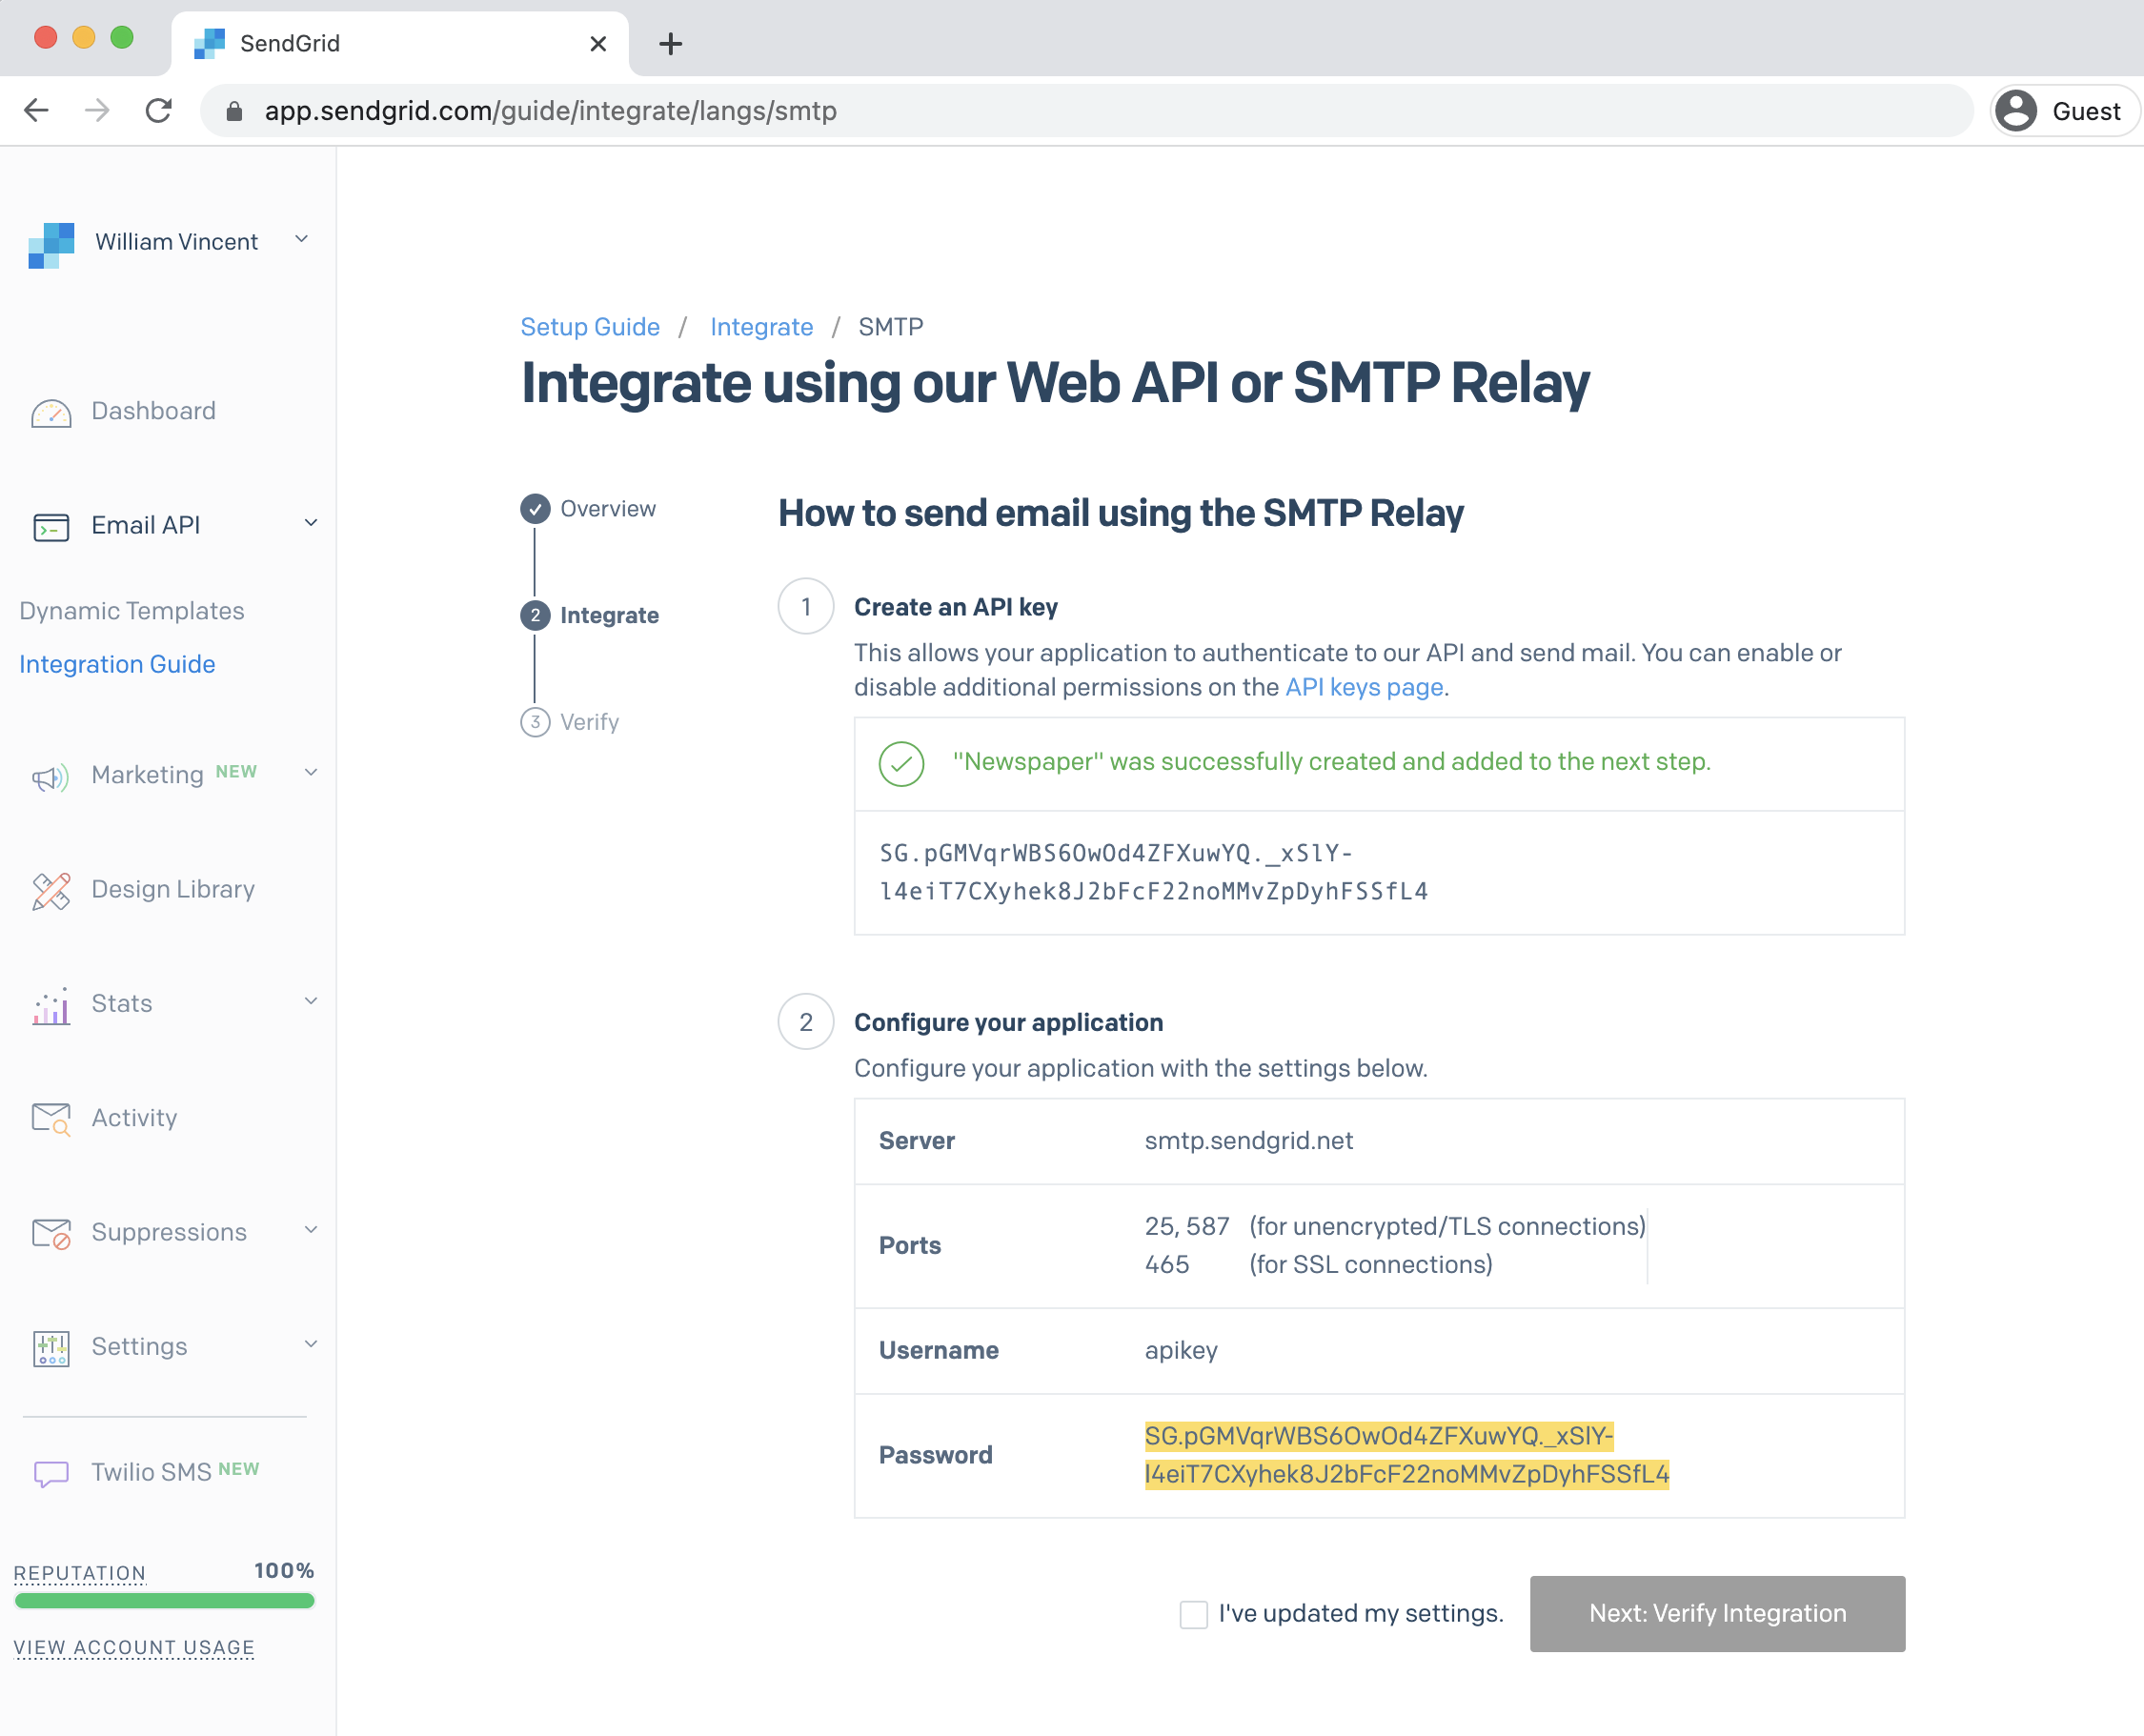 SendGrid
app.sendgrid.com/guide/integrate/langs/smtp
Guest
William Vincent
Dashboard
Email API
Dynamic Templates
Integration Guide
Marketing NEW
Design Library
Stats
Activity
Suppressions
Settings
Twilio SMS NEW
REPUTATION 100%
VIEW ACCOUNT USAGE
Setup Guide / Integrate / SMTP
Integrate using our Web API or SMTP Relay
Overview
2 Integrate
3 Verify
How to send email using the SMTP Relay
1 Create an API key
This allows your application to authenticate to our API and send mail. You can enable or
disable additional permissions on the API keys page.
"Newspaper" was successfully created and added to the next step.
SG.pGMVqrWBS6OwOd4ZFXuwYQ._xSlY-
l4eiT7CXyhek8J2bFcF22noMMvZpDyhFSSfL4
2 Configure your application
Configure your application with the settings below.
Server smtp.sendgrid.net
Ports 25, 587 (for unencrypted/TLS connections)
465 (for SSL connections)
Username apikey
Password SG.pGMVqrWBS6OwOd4ZFXuwYQ._xSlY-
l4eiT7CXyhek8J2bFcF22noMMvZpDyhFSSfL4
I've updated my settings. Next: Verify Integration